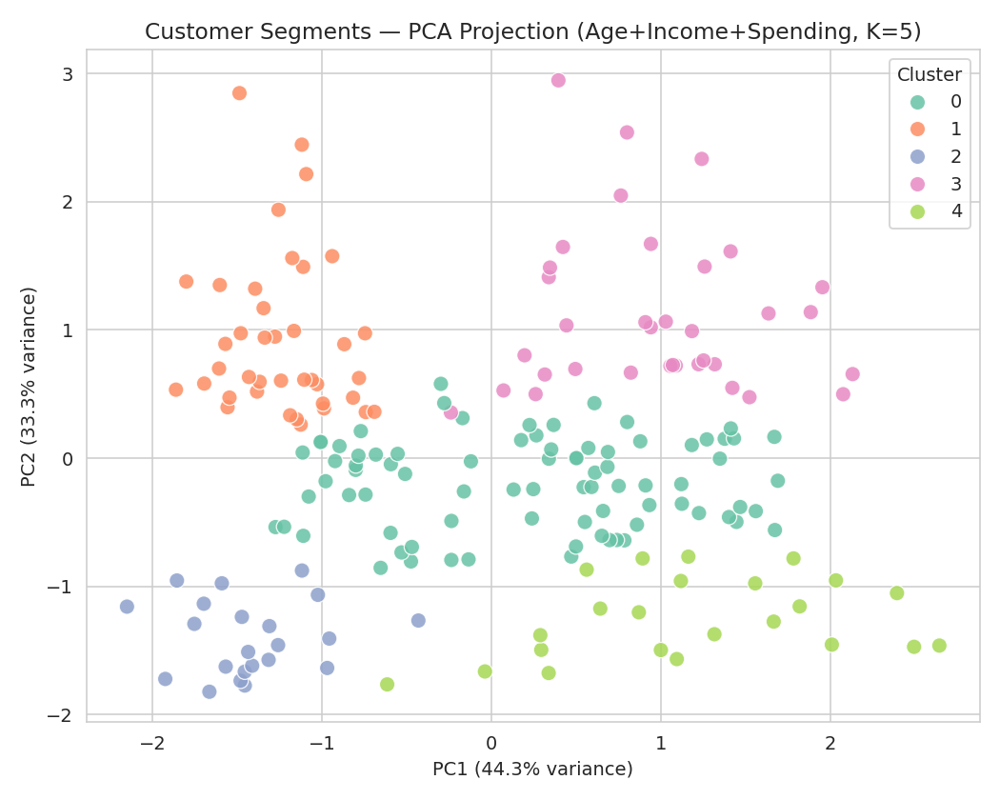 Customer Segments — PCA Projection (Age+Income+Spending, K=5)
Cluster
0
1
2
3
4
3
2
1
0
−1
−2
PC2 (33.3% variance)
−2 −1 0 1 2
PC1 (44.3% variance)